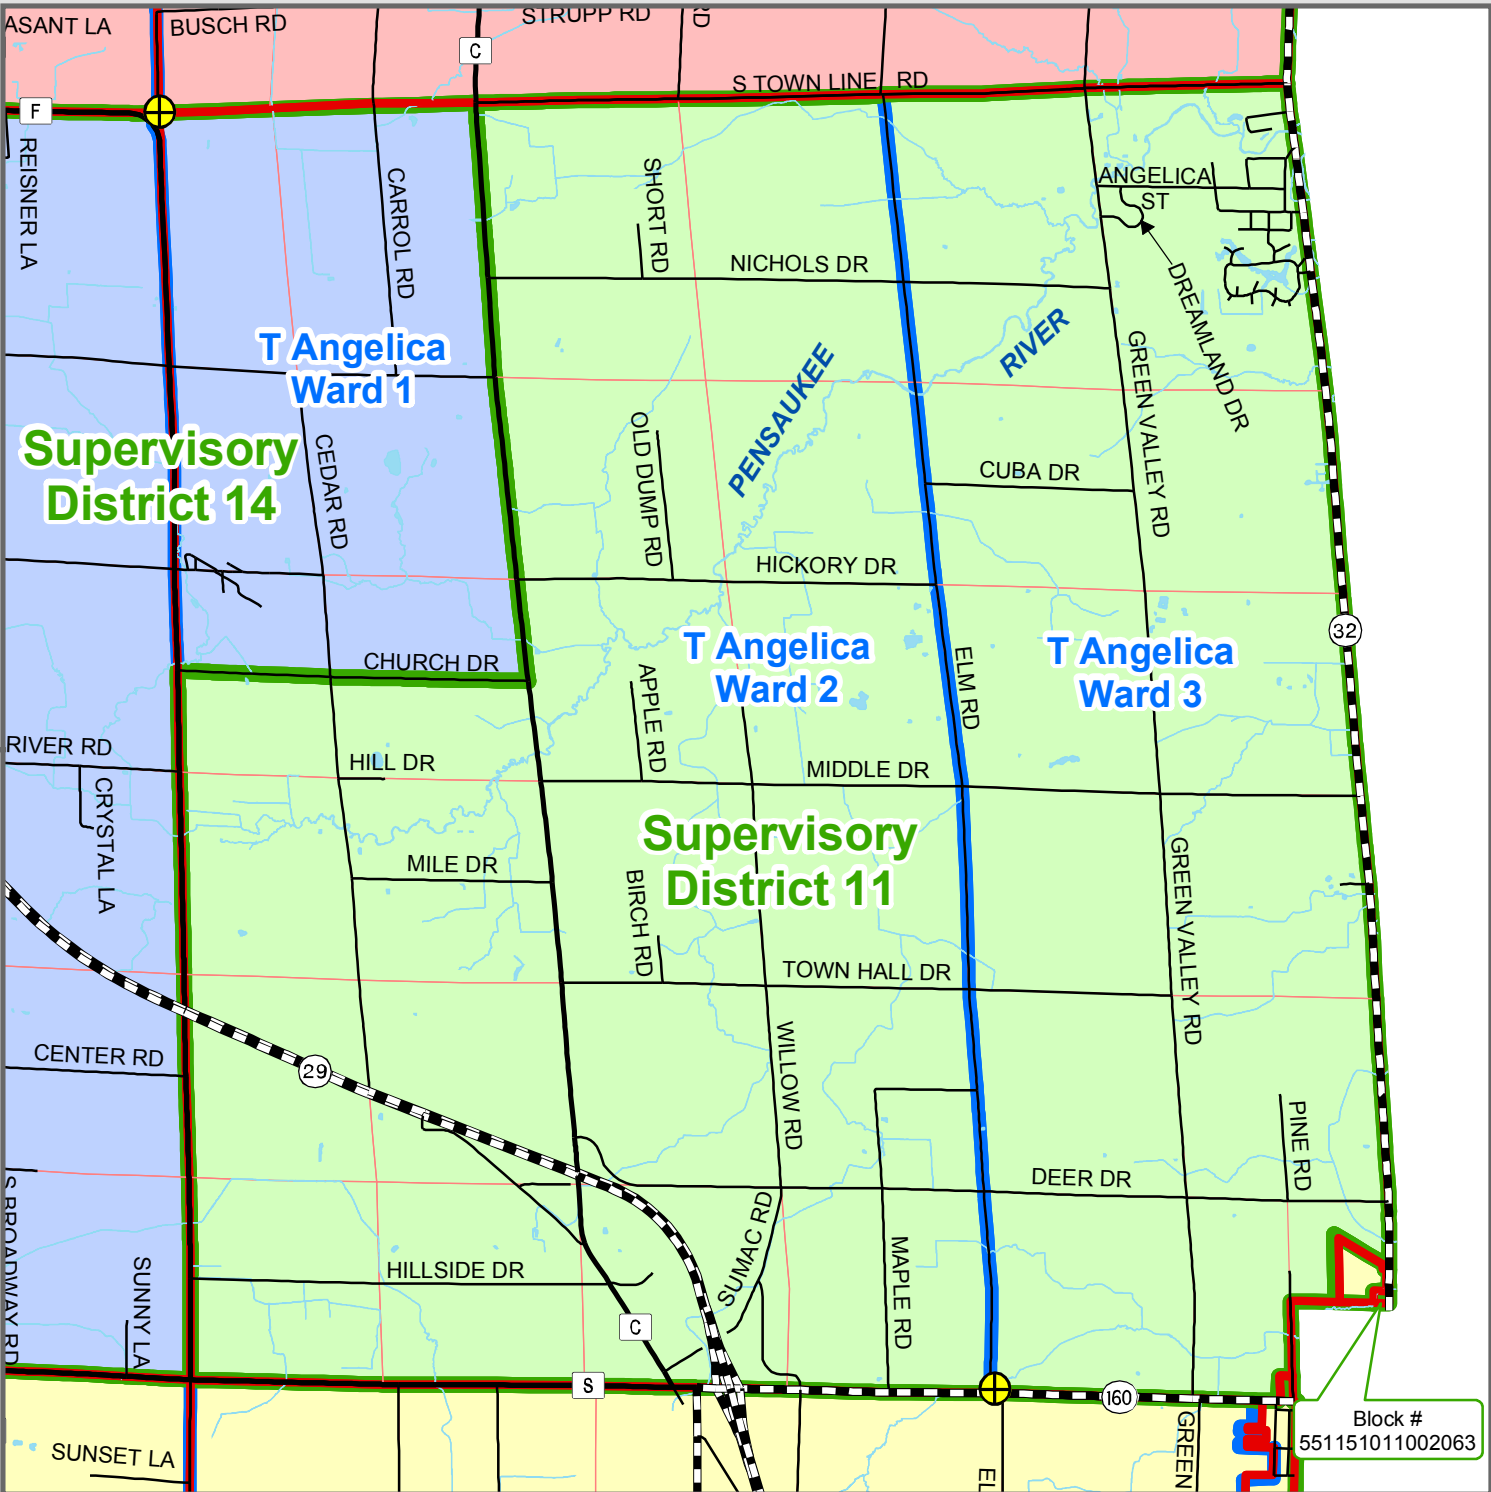 ASANT LA
BUSCH RD
STRUPP RD
RD
C
S TOWN LINE RD
F
REISNER LA
CARROL RD
SHORT RD
ANGELICA
ST
NICHOLS DR
DREAMLAND DR
RIVER
GREEN VALLEY RD
T Angelica
Ward 1
PENSAUKEE
Supervisory
District 14
CEDAR RD
OLD DUMP RD
CUBA DR
HICKORY DR
32
T Angelica
Ward 2
T Angelica
Ward 3
CHURCH DR
APPLE RD
ELM RD
RIVER RD
HILL DR
MIDDLE DR
CRYSTAL LA
Supervisory
District 11
MILE DR
BIRCH RD
GREEN VALLEY RD
TOWN HALL DR
CENTER RD
29
WILLOW RD
PINE RD
DEER DR
S BROADWAY RD
SUNNY LA
HILLSIDE DR
SUMAC RD
MAPLE RD
C
S
160
Block #
551151011002063
SUNSET LA
EL
GREEN